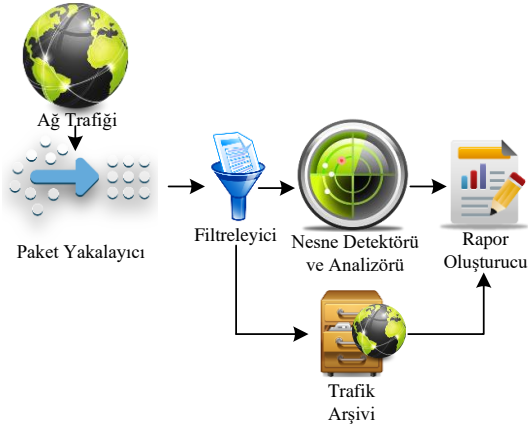 Ağ Trafiği
Paket Yakalayıcı
Filtreleyici
Nesne Detektörü
ve Analizörü
Rapor
Oluşturucu
Trafik
Arşivi